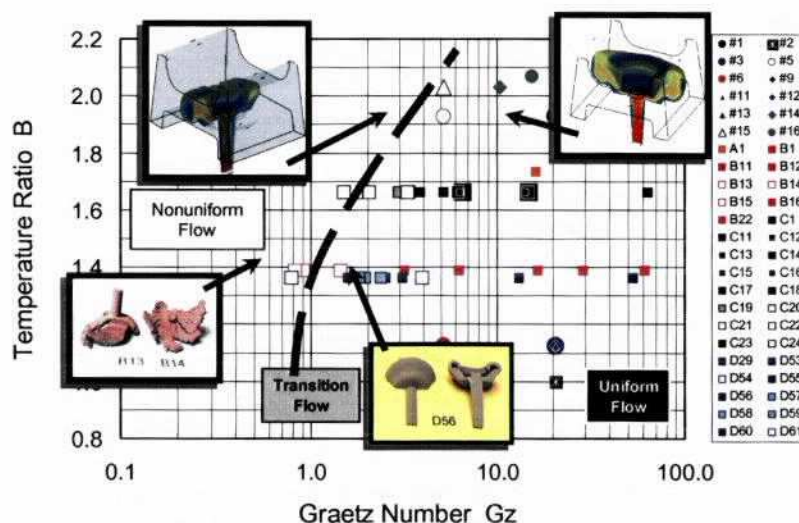 2.2
2.0
1.8
1.6
1.4
1.0
0.8
Temperature Ratio B
0.1 1.0 10.0 100.0
Graetz Number Gz
Nonuniform
Flow
B13 B14
Transition
Flow
D56
Uniform
Flow
#1 #2
#3 #5
#6 #9
#11 #12
#13 #14
#15 #16
A1 B1
B11 B12
B13 B14
B15 B16
B22 C1
C11 C12
C13 C14
C15 C16
C17 C18
C19 C20
C21 C22
C23 C24
D29 D53
D54 D55
D56 D57
D58 D59
D60 D61